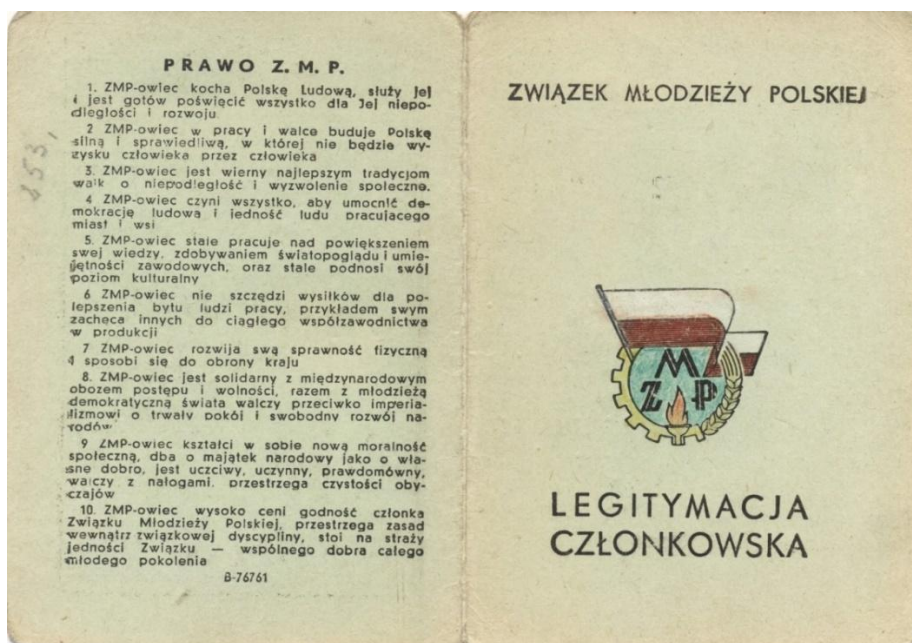 PRAWO Z. M. P.
1. ZMP-owiec kocha Polskę Ludową, służy Jej
i jest gotów poświęcić wszystko dla Jej niepo-
dległości i rozwoju
2 ZMP-owiec w pracy i walce buduje Polskę
silną i sprawiedliwą, w której nie będzie wy-
zysku człowieka przez człowieka
3. ZMP-owiec jest wierny najlepszym tradycjom
walk o niepodległość i wyzwolenie społeczne.
4 ZMP-owiec czyni wszystko, aby umocnić de-
mokrację ludową i jedność ludu pracującego
miast i wsi
5. ZMP-owiec stale pracuje nad powiększeniem
swej wiedzy, zdobywaniem światopoglądu i umie-
jętności zawodowych, oraz stale podnosi swój
poziom kulturalny
6 ZMP-owiec nie szczędzi wysiłków dla po-
lepszenia bytu ludzi pracy, przykładem swym
zachęca innych do ciągłego współzawodnictwa
w produkcji
7 ZMP-owiec rozwija swą sprawność fizyczną
i sposobi się do obrony kraju
8. ZMP-owiec jest solidarny z międzynarodowym
obozem postępu i wolności, razem z młodzieżą
demokratyczną świata walczy przeciwko imperia-
lizmowi o trwały pokój i swobodny rozwój na-
rodów
9 ZMP-owiec kształci w sobie nową moralność
społeczną, dba o majątek narodowy jako o wła-
sne dobro, jest uczciwy, uczynny, prawdomówny,
walczy z nałogami, przestrzega czystości oby-
czajów
10. ZMP-owiec wysoko ceni godność członka
Związku Młodzieży Polskiej, przestrzega zasad
wewnątrz związkowej dyscypliny, stoi na straży
jedności Związku — wspólnego dobra całego
młodego pokolenia
B-76761
853,
ZWIĄZEK MŁODZIEŻY POLSKIEJ
M
Z P
LEGITYMACJA
CZŁONKOWSKA